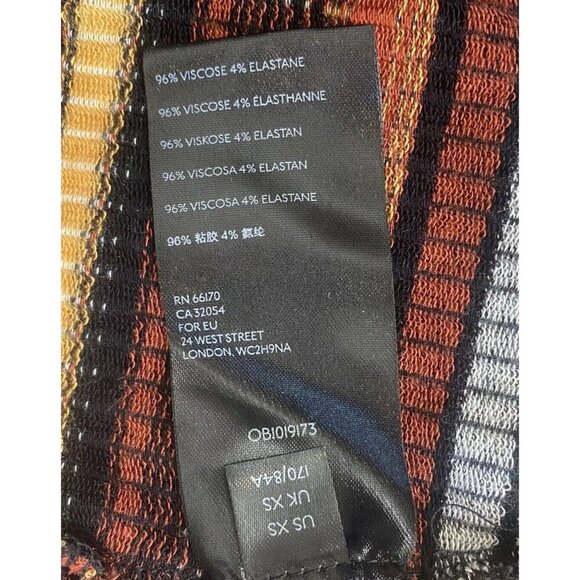 96% VISCOSE 4% ELASTANE
96% VISCOSE 4% ÉLASTHANNE
96% VISKOSE 4% ELASTAN
96% VISCOSA 4% ELASTAN
96% VISCOSA 4% ELASTANE
96% 粘胶 4% 氨纶
RN 66170
CA 32054
FOR EU
24 WEST STREET
LONDON, WC2H9NA
OB1019173
US XS
UK XS
170/84A